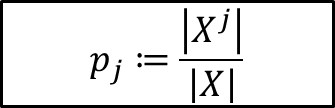 p_j ≔ |X^j| / |X|